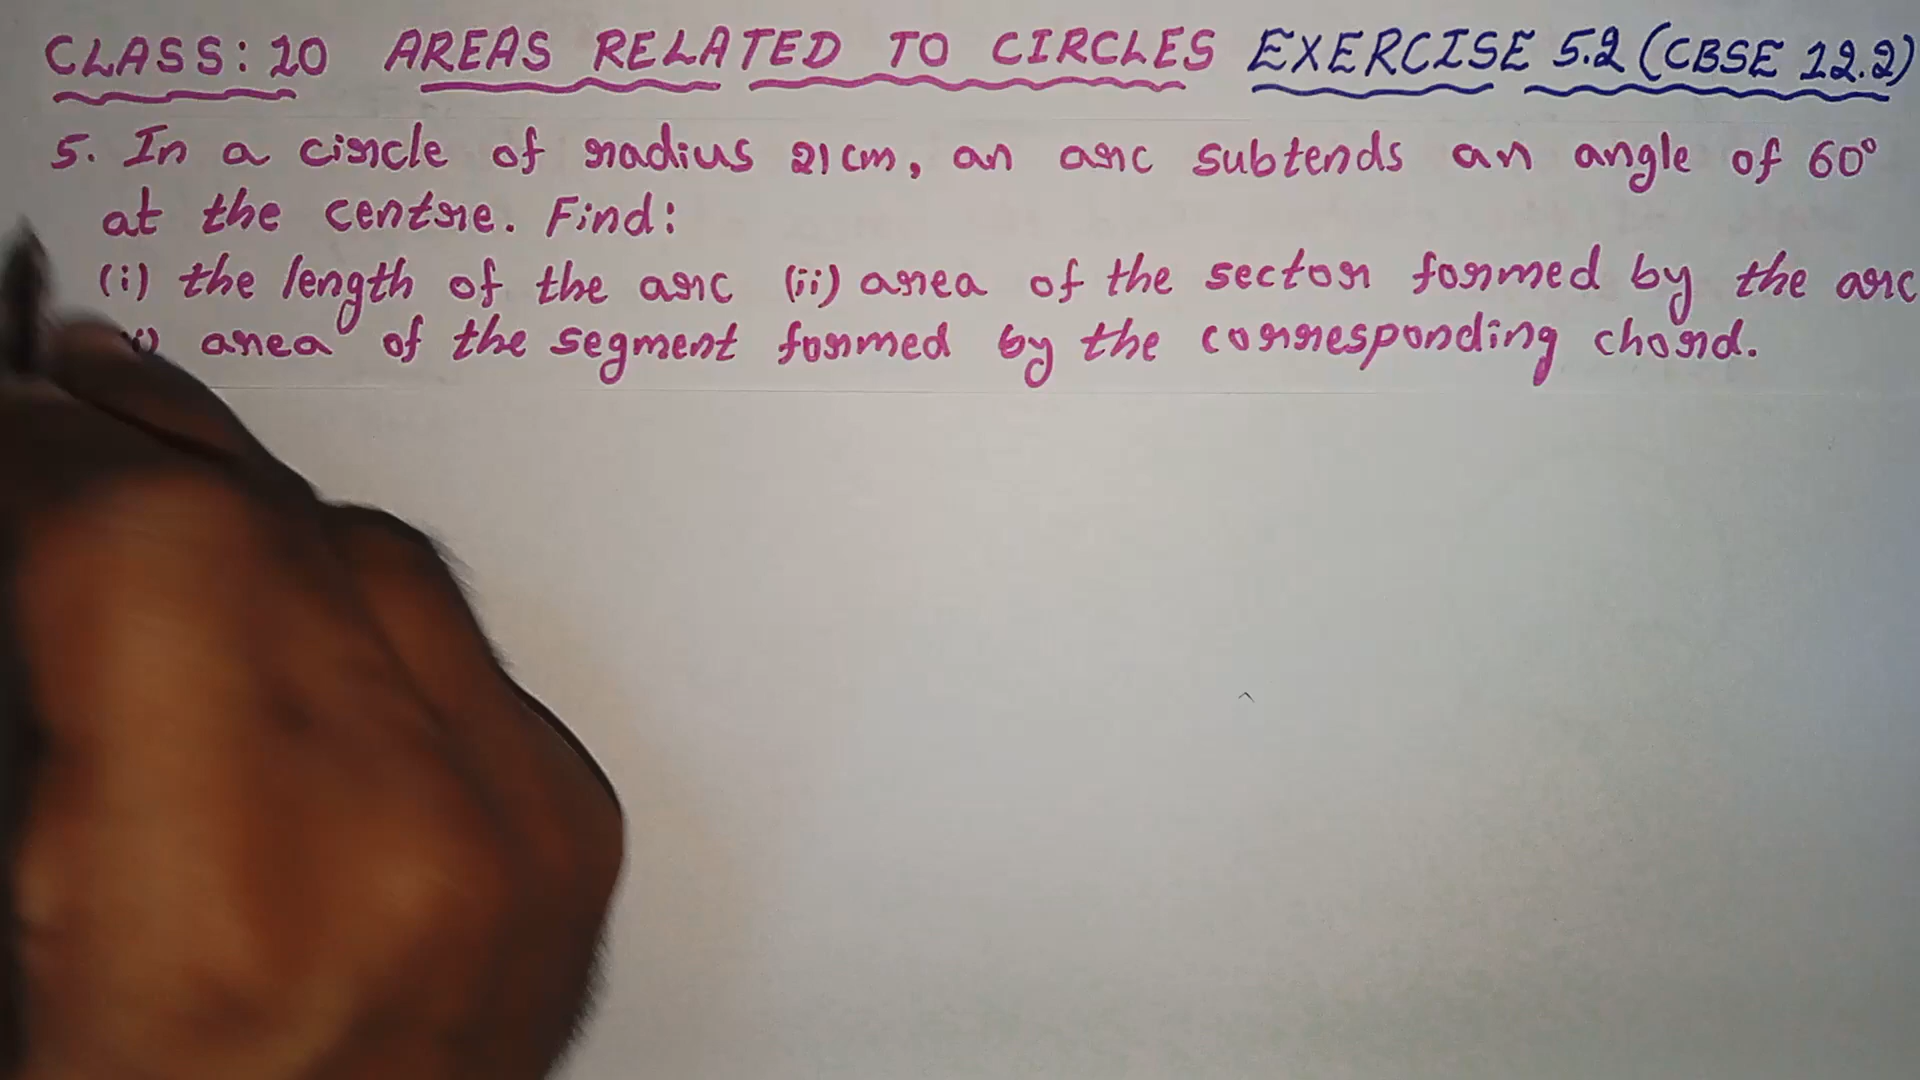 CLASS: 10 AREAS RELATED TO CIRCLES EXERCISE 5.2 (CBSE 12.2)
5. In a circle of radius 21 cm, an arc subtends an angle of 60°
at the centre. Find:
(i) the length of the arc (ii) area of the sector formed by the arc
area of the segment formed by the corresponding chord.